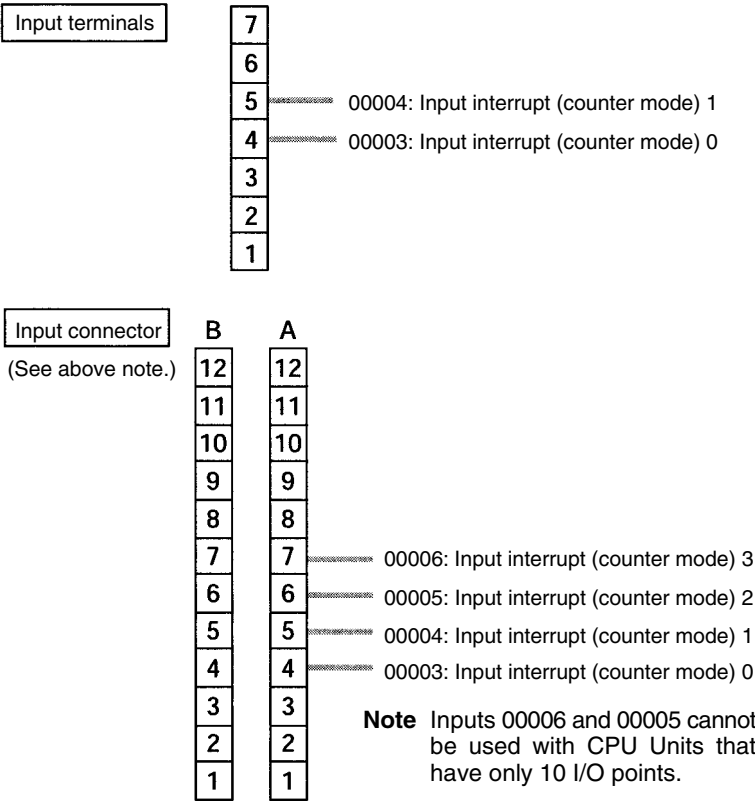 Input terminals
7
6
5 00004: Input interrupt (counter mode) 1
4 00003: Input interrupt (counter mode) 0
3
2
1
Input connector B A
(See above note.) 12 12
11 11
10 10
9 9
8 8
7 7 00006: Input interrupt (counter mode) 3
6 6 00005: Input interrupt (counter mode) 2
5 5 00004: Input interrupt (counter mode) 1
4 4 00003: Input interrupt (counter mode) 0
3 3
2 2
1 1
Note Inputs 00006 and 00005 cannot
be used with CPU Units that
have only 10 I/O points.